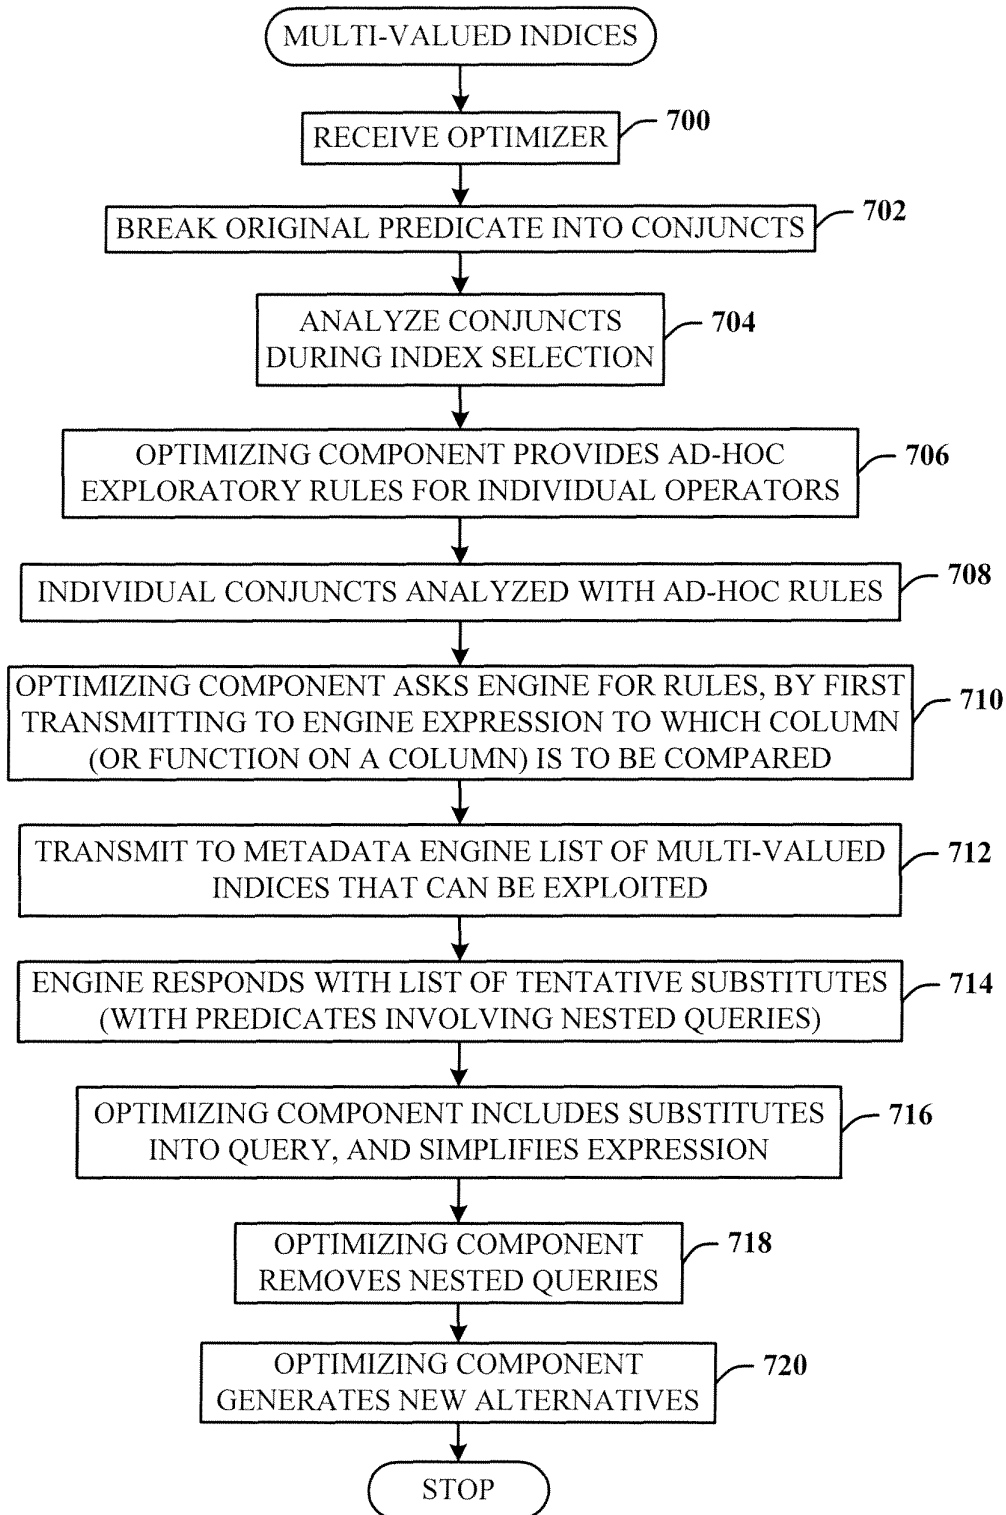 MULTI-VALUED INDICES
RECEIVE OPTIMIZER
700
BREAK ORIGINAL PREDICATE INTO CONJUNCTS
702
ANALYZE CONJUNCTS
DURING INDEX SELECTION
704
OPTIMIZING COMPONENT PROVIDES AD-HOC
EXPLORATORY RULES FOR INDIVIDUAL OPERATORS
706
INDIVIDUAL CONJUNCTS ANALYZED WITH AD-HOC RULES
708
OPTIMIZING COMPONENT ASKS ENGINE FOR RULES, BY FIRST
TRANSMITTING TO ENGINE EXPRESSION TO WHICH COLUMN
(OR FUNCTION ON A COLUMN) IS TO BE COMPARED
710
TRANSMIT TO METADATA ENGINE LIST OF MULTI-VALUED
INDICES THAT CAN BE EXPLOITED
712
ENGINE RESPONDS WITH LIST OF TENTATIVE SUBSTITUTES
(WITH PREDICATES INVOLVING NESTED QUERIES)
714
OPTIMIZING COMPONENT INCLUDES SUBSTITUTES
INTO QUERY, AND SIMPLIFIES EXPRESSION
716
OPTIMIZING COMPONENT
REMOVES NESTED QUERIES
718
OPTIMIZING COMPONENT
GENERATES NEW ALTERNATIVES
720
STOP